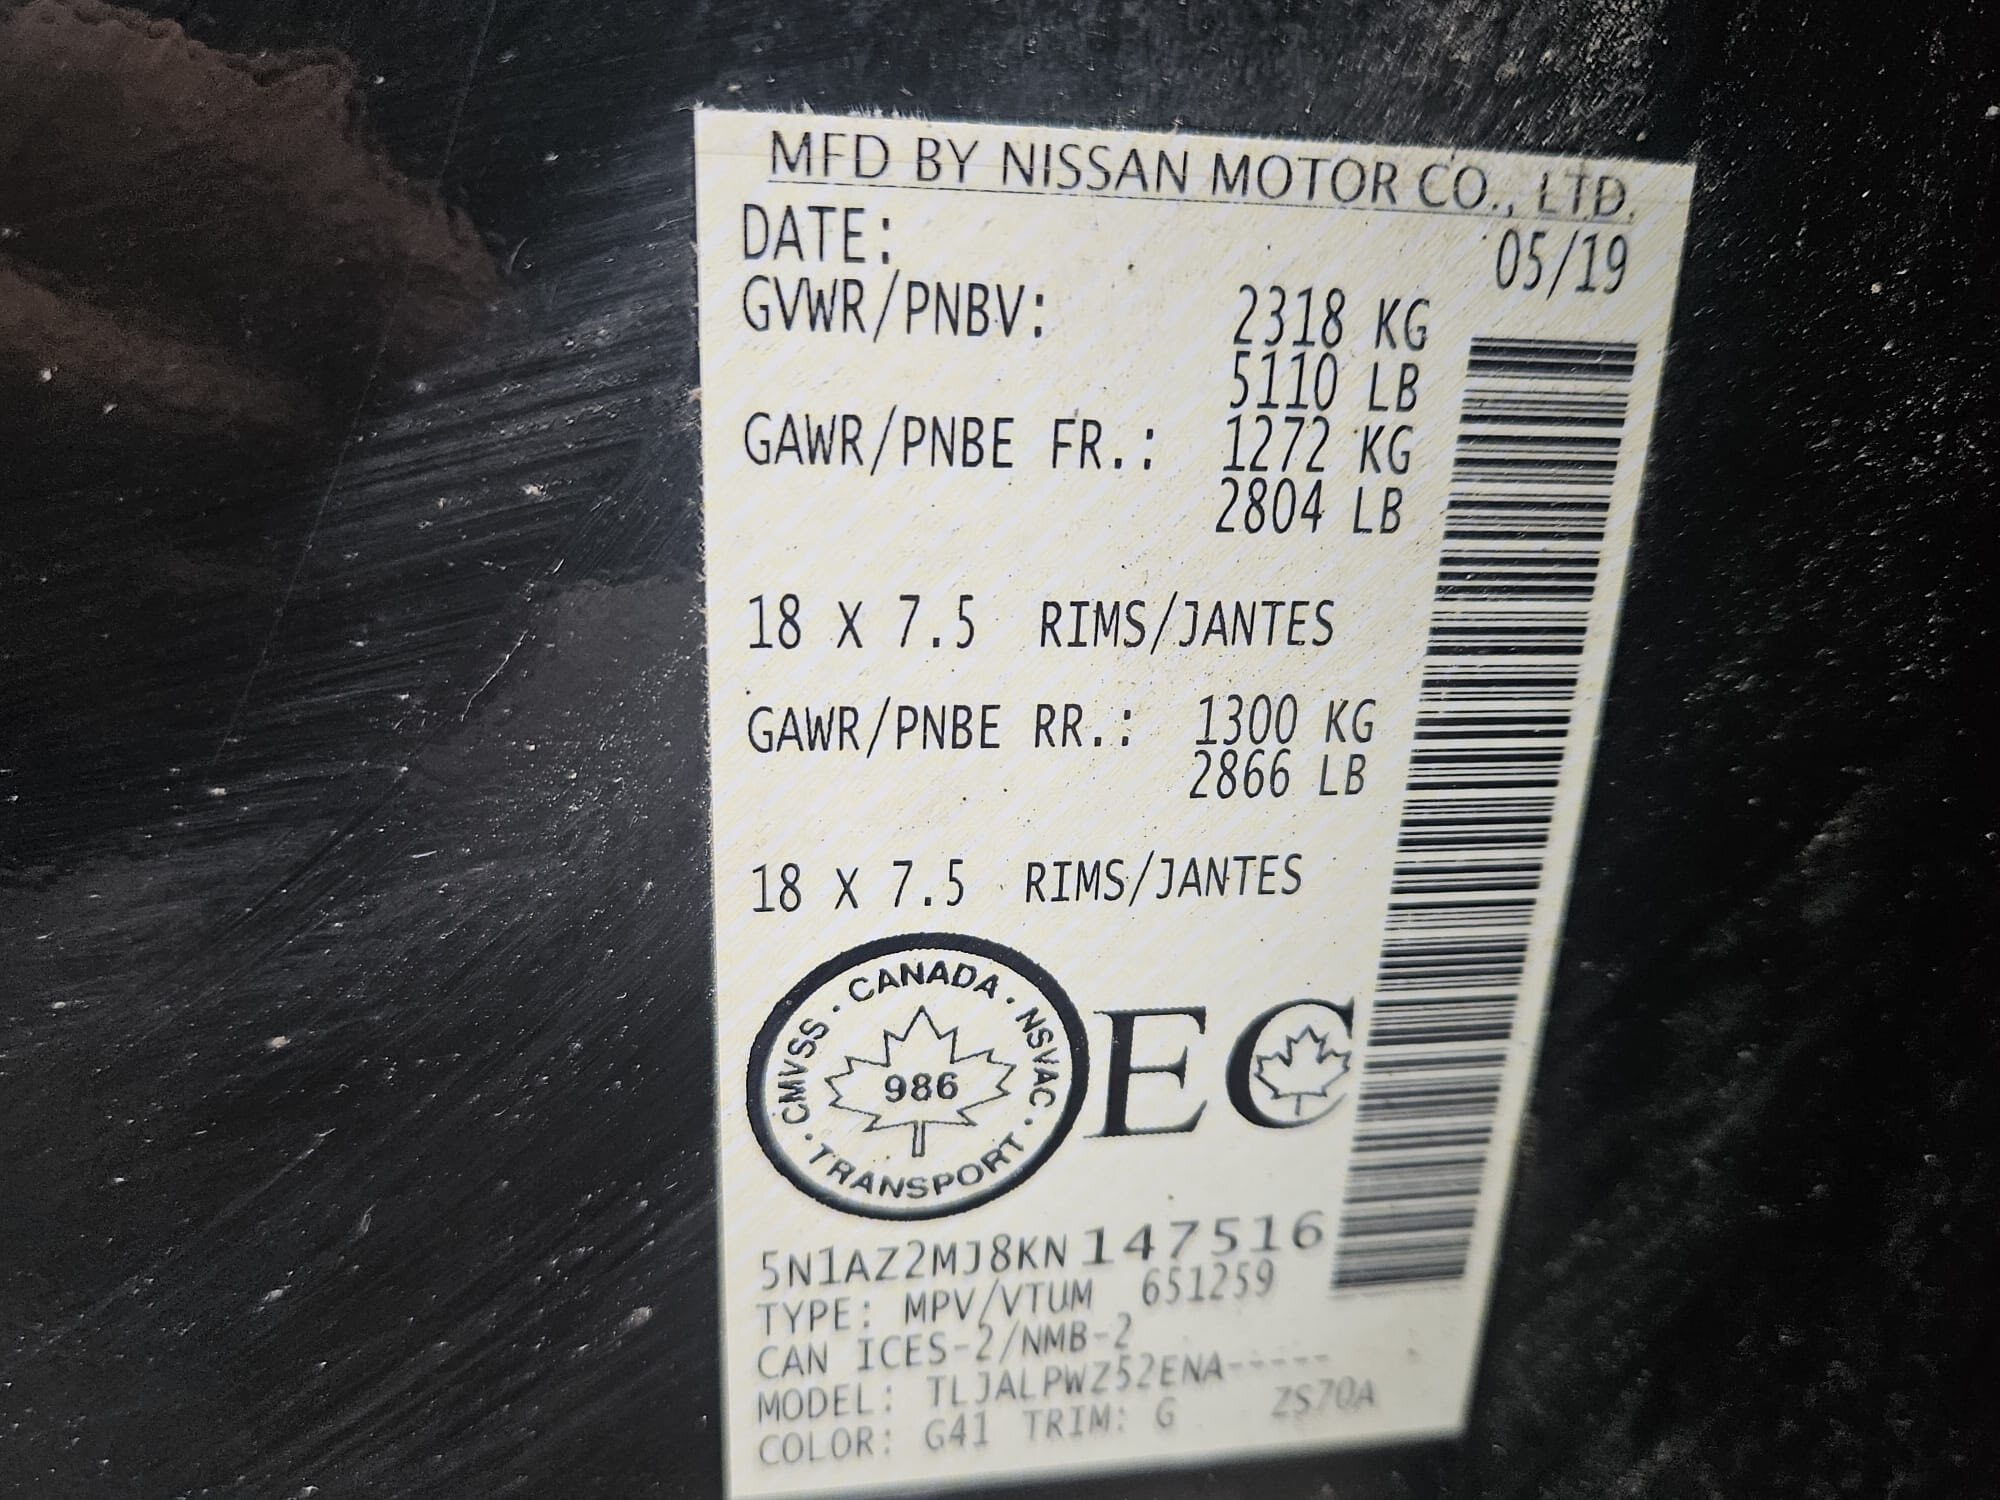 MFD BY NISSAN MOTOR CO., LTD.
DATE: 05/19
GVWR/PNBV: 2318 KG
5110 LB
GAWR/PNBE FR.: 1272 KG
2804 LB
18 X 7.5 RIMS/JANTES
GAWR/PNBE RR.: 1300 KG
2866 LB
18 X 7.5 RIMS/JANTES
CANADA · NSVAC · TRANSPORT · CMVSS ·
986
EC
5N1AZ2MJ8KN147516
TYPE: MPV/VTUM 651259
CAN ICES-2/NMB-2
MODEL: TLJALPWZ52ENA-----
COLOR: G41 TRIM: G ZS70A